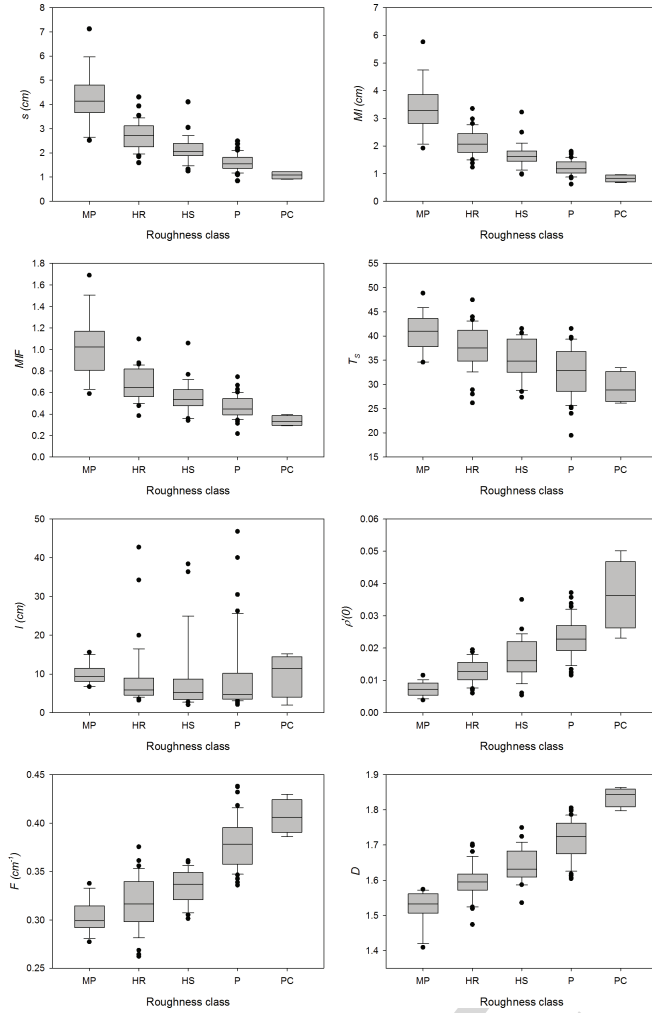 8
7
6
5
4
3
2
1
0
s (cm)
MP HR HS P PC
Roughness class
7
6
5
4
3
2
1
0
MI (cm)
MP HR HS P PC
Roughness class
1.8
1.6
1.4
1.2
1.0
0.8
0.6
0.4
0.2
0.0
MIF
MP HR HS P PC
Roughness class
55
50
45
40
35
30
25
20
15
T_S
MP HR HS P PC
Roughness class
50
40
30
20
10
0
l (cm)
MP HR HS P PC
Roughness class
0.06
0.05
0.04
0.03
0.02
0.01
0.00
ρ'(0)
MP HR HS P PC
Roughness class
0.45
0.40
0.35
0.30
0.25
F (cm⁻¹)
MP HR HS P PC
Roughness class
1.9
1.8
1.7
1.6
1.5
1.4
D
MP HR HS P PC
Roughness class